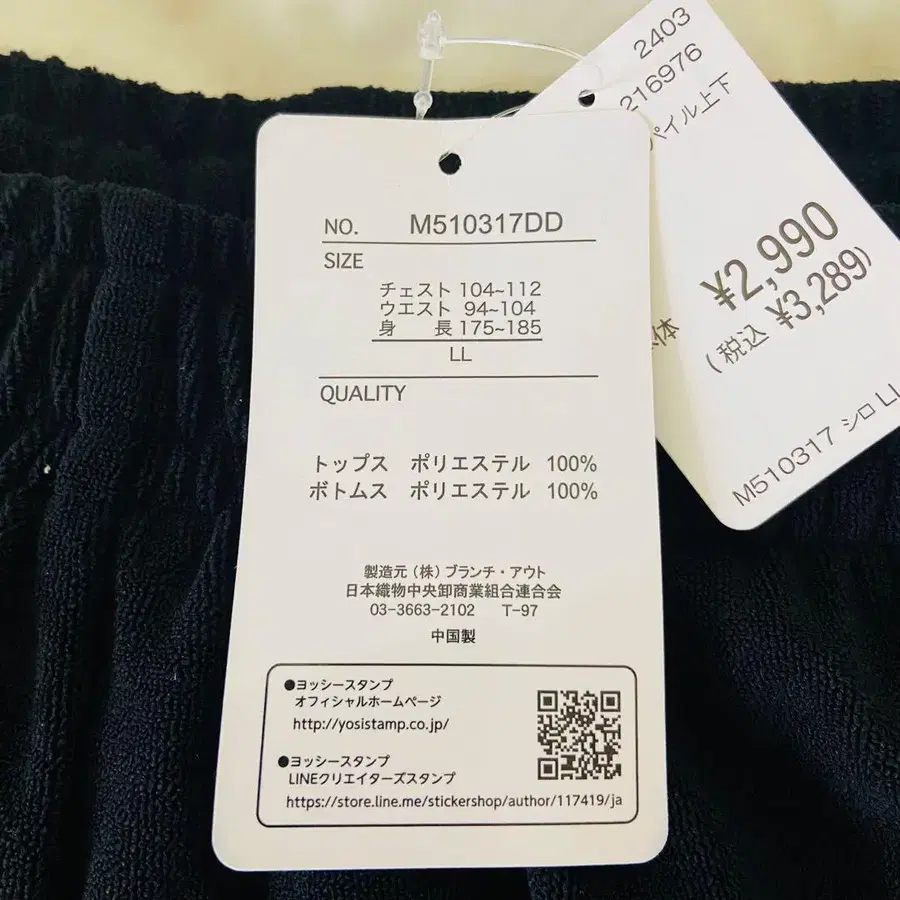 NO. M510317DD
SIZE
チェスト 104~112
ウエスト 94~104
身 長 175~185
LL
QUALITY
トップス ポリエステル 100%
ボトムス ポリエステル 100%
製造元（株）ブランチ・アウト
日本織物中央卸商業組合連合会
03-3663-2102 T-97
中国製
●ヨッシースタンプ
オフィシャルホームページ
http://yosistamp.co.jp/
●ヨッシースタンプ
LINEクリエイターズスタンプ
https://store.line.me/stickershop/author/117419/ja
2403
216976
パイル上下
¥2,990
体
(税込 ¥3,289)
M510317 シロ LL